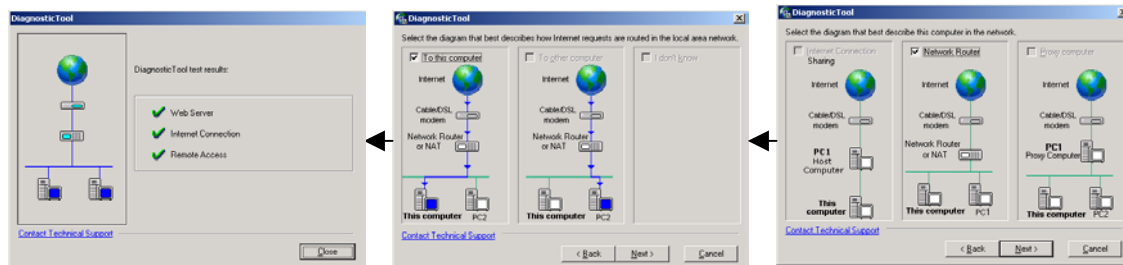 DiagnosticTool
DiagnosticTool test results:
Web Server
Internet Connection
Remote Access
Contact Technical Support
Close
DiagnosticTool
Select the diagram that best describes how Internet requests are routed in the local area network.
To this computer
To other computer
I don't know
Internet
Internet
Cable/DSL
modem
Cable/DSL
modem
Network Router
or NAT
Network Router
or NAT
This computer
PC2
This computer
PC2
Contact Technical Support
< Back
Next >
Cancel
DiagnosticTool
Select the diagram that best describe this computer in the network.
Internet Connection
Sharing
Network Router
Proxy computer
Internet
Internet
Internet
Cable/DSL
modem
Cable/DSL
modem
Cable/DSL
modem
PC1
Host
Computer
Network Router
or NAT
PC1
Proxy Computer
This
computer
This computer
PC1
This computer
PC2
Contact Technical Support
< Back
Next >
Cancel